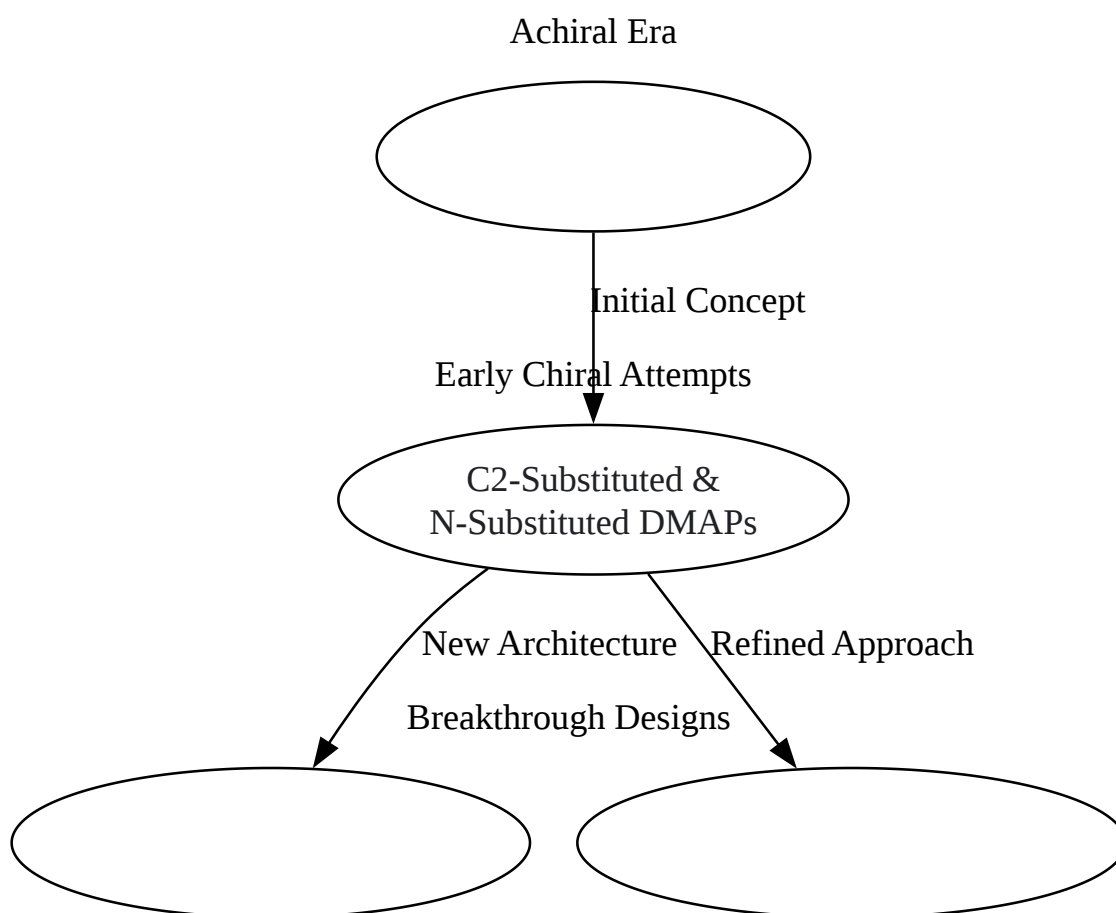 Achiral Era
Initial Concept
Early Chiral Attempts
C2-Substituted &
N-Substituted DMAPs
New Architecture
Refined Approach
Breakthrough Designs